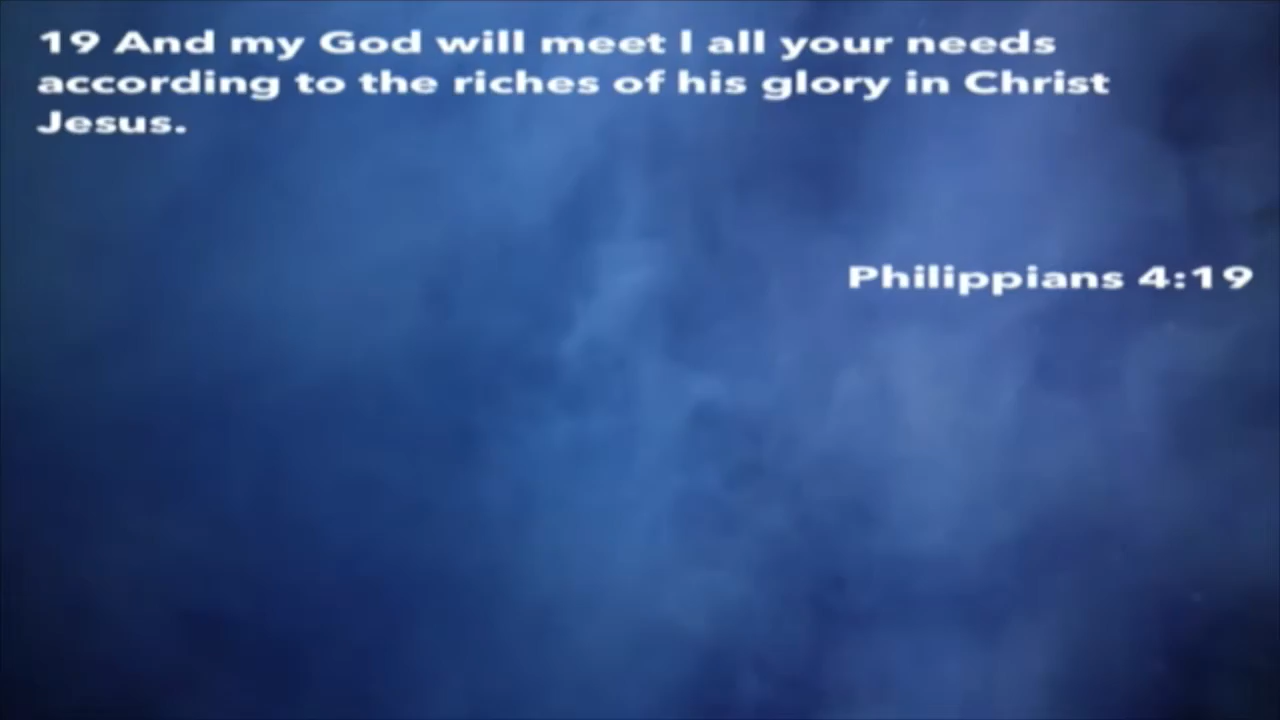 19 And my God will meet l all your needs
according to the riches of his glory in Christ
Jesus.
Philippians 4:19